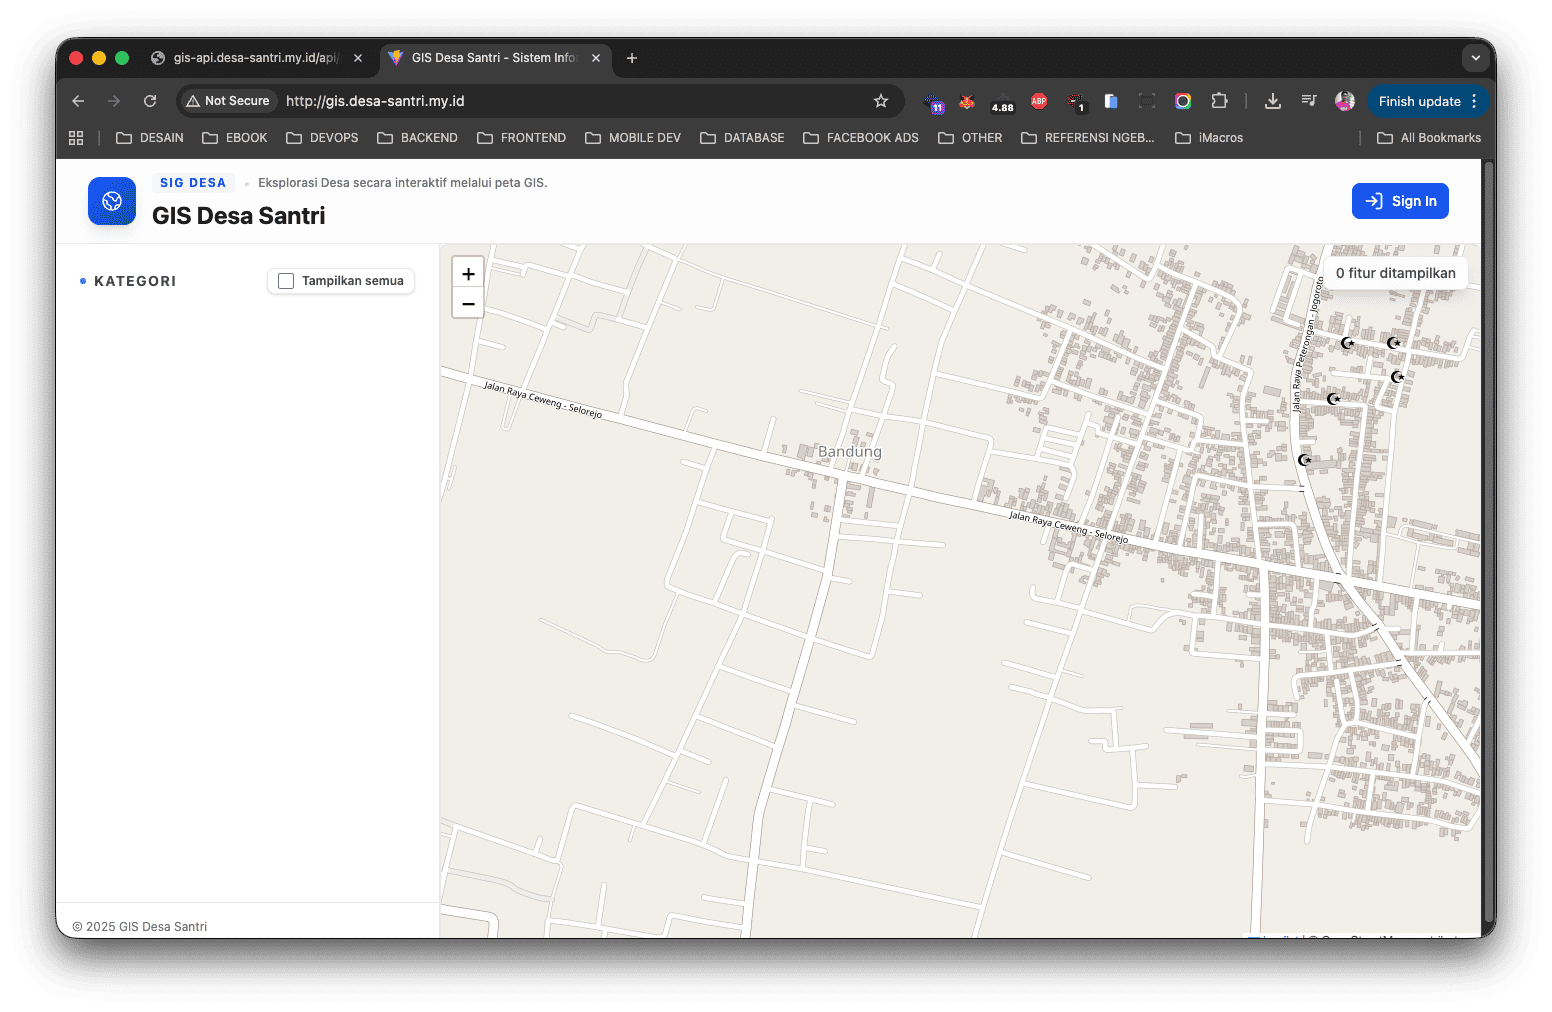 gis-api.desa-santri.my.id/api/
GIS Desa Santri - Sistem Info
Not Secure
http://gis.desa-santri.my.id
11
4.88
ABP
1
Finish update
DESAIN
EBOOK
DEVOPS
BACKEND
FRONTEND
MOBILE DEV
DATABASE
FACEBOOK ADS
OTHER
REFERENSI NGEB...
iMacros
All Bookmarks
SIG DESA
Eksplorasi Desa secara interaktif melalui peta GIS.
GIS Desa Santri
Sign In
KATEGORI
Tampilkan semua
+
−
0 fitur ditampilkan
Jalan Raya Peterongan - Jogoroto
Jalan Raya Ceweng - Selorejo
Bandung
Jalan Raya Ceweng - Selorejo
© 2025 GIS Desa Santri